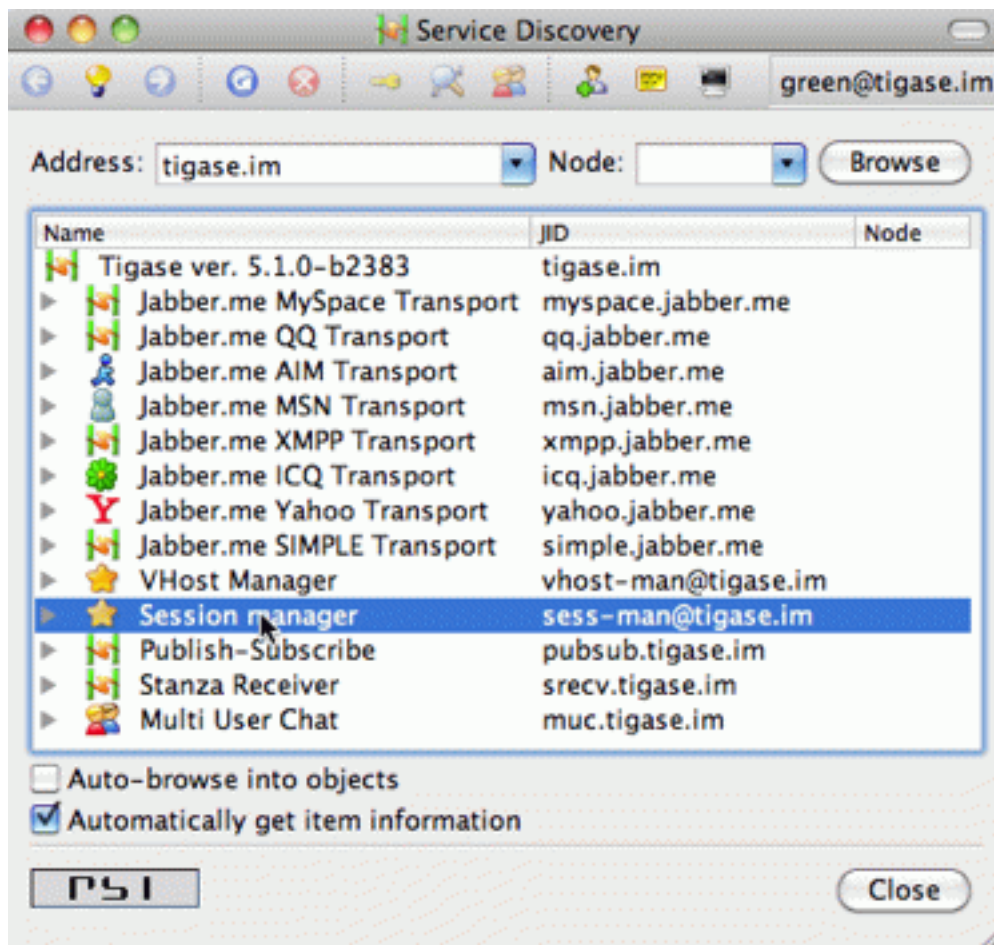 Service Discovery
green@tigase.im
Address: tigase.im Node: Browse
Name JID Node
Tigase ver. 5.1.0-b2383 tigase.im
Jabber.me MySpace Transport myspace.jabber.me
Jabber.me QQ Transport qq.jabber.me
Jabber.me AIM Transport aim.jabber.me
Jabber.me MSN Transport msn.jabber.me
Jabber.me XMPP Transport xmpp.jabber.me
Jabber.me ICQ Transport icq.jabber.me
Jabber.me Yahoo Transport yahoo.jabber.me
Jabber.me SIMPLE Transport simple.jabber.me
VHost Manager vhost-man@tigase.im
Session manager sess-man@tigase.im
Publish-Subscribe pubsub.tigase.im
Stanza Receiver srecv.tigase.im
Multi User Chat muc.tigase.im
Auto-browse into objects
Automatically get item information
PSI Close